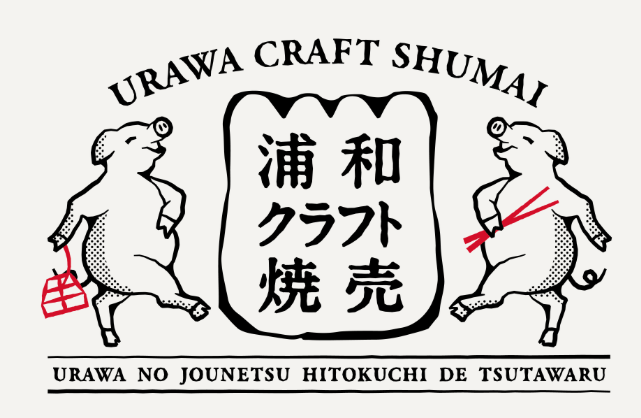 URAWA CRAFT SHUMAI
浦和
クラフト
焼売
URAWA NO JOUNETSU HITOKUCHI DE TSUTAWARU